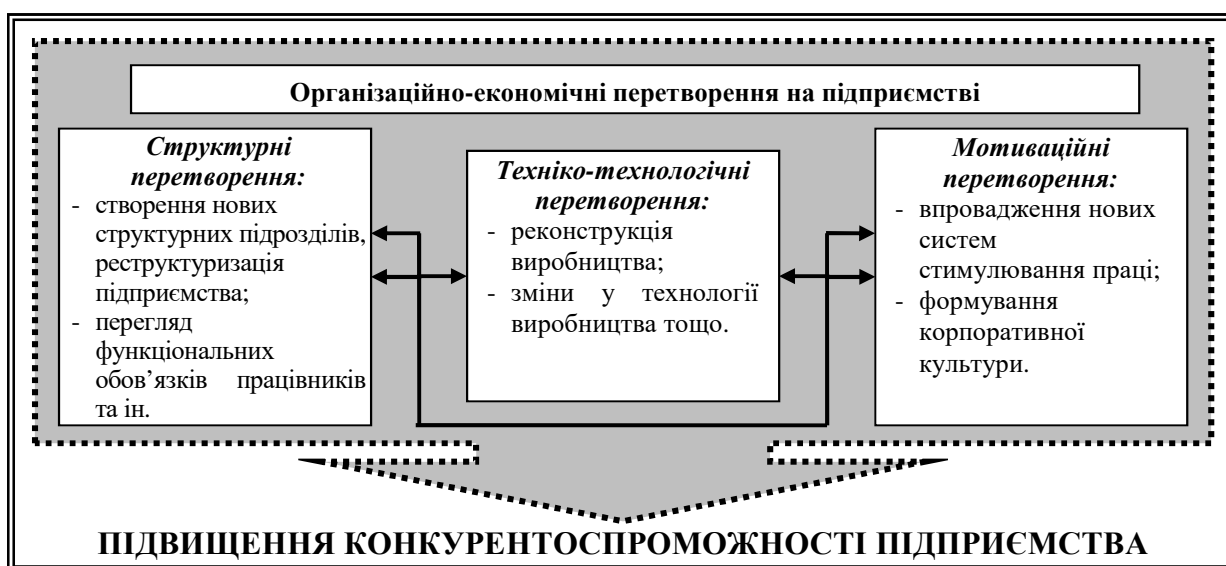 Організаційно-економічні перетворення на підприємстві
Структурні
перетворення:
- створення нових
структурних підрозділів,
реструктуризація
підприємства;
- перегляд
функціональних
обов’язків працівників
та ін.
Техніко-технологічні
перетворення:
- реконструкція
виробництва;
- зміни у технології
виробництва тощо.
Мотиваційні
перетворення:
- впровадження нових
систем
стимулювання праці;
- формування
корпоративної
культури.
ПІДВИЩЕННЯ КОНКУРЕНТОСПРОМОЖНОСТІ ПІДПРИЄМСТВА